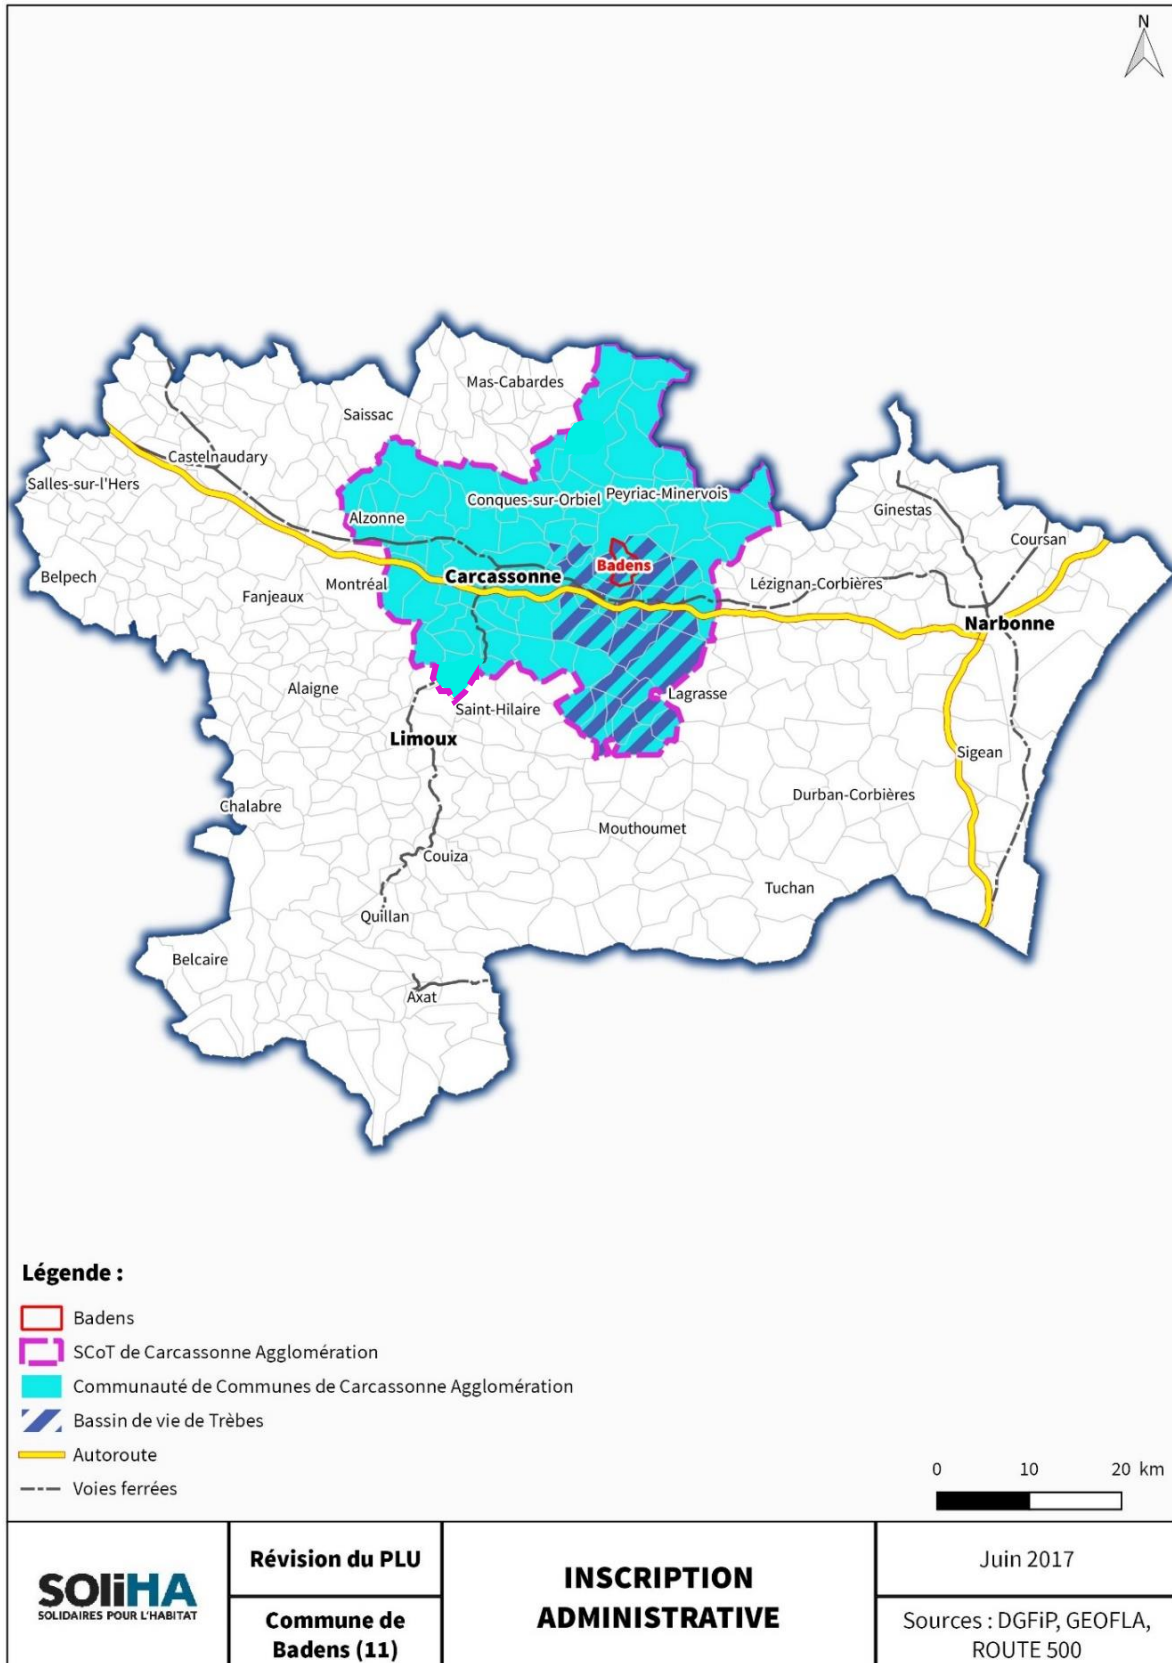 N
Mas-Cabardes
Saissac
Castelnaudary
Salles-sur-l'Hers
Conques-sur-Orbiel
Peyriac-Minervois
Ginestas
Alzonne
Coursan
Badens
Belpech
Montréal
Carcassonne
Lézignan-Corbières
Fanjeaux
Narbonne
Alaigne
Lagrasse
Saint-Hilaire
Limoux
Sigean
Chalabre
Durban-Corbières
Mouthoumet
Couiza
Tuchan
Quillan
Belcaire
Axat
Légende :
Badens
SCoT de Carcassonne Agglomération
Communauté de Communes de Carcassonne Agglomération
Bassin de vie de Trèbes
Autoroute
Voies ferrées
0 10 20 km
SOLiHA
SOLIDAIRES POUR L'HABITAT
Révision du PLU
Commune de
Badens (11)
INSCRIPTION
ADMINISTRATIVE
Juin 2017
Sources : DGFiP, GEOFLA,
ROUTE 500